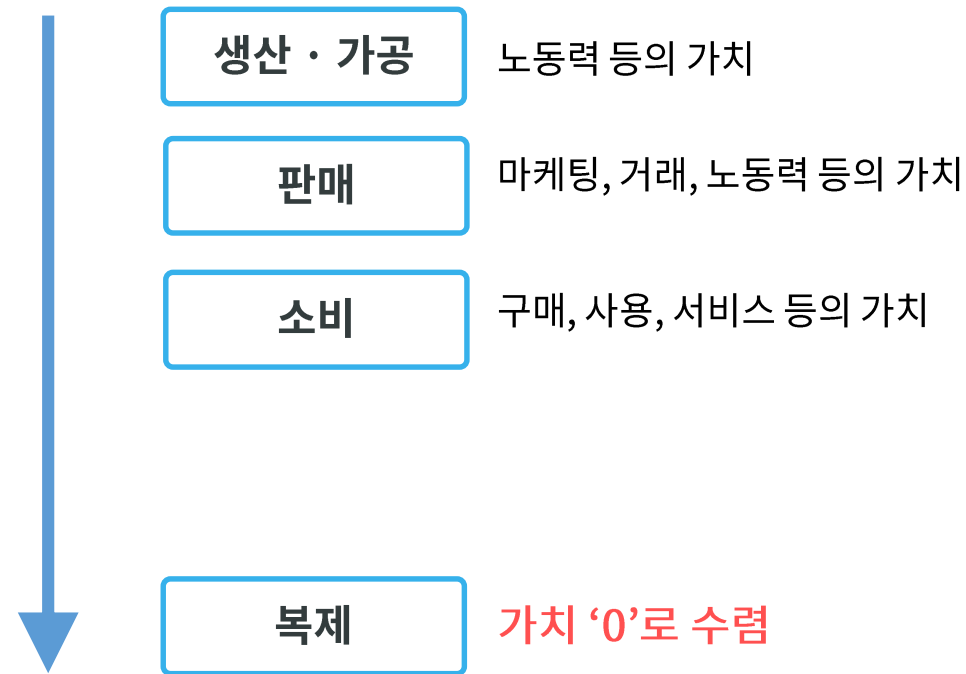 생산 · 가공
노동력 등의 가치
판매
마케팅, 거래, 노동력 등의 가치
소비
구매, 사용, 서비스 등의 가치
복제
가치 ‘0’로 수렴